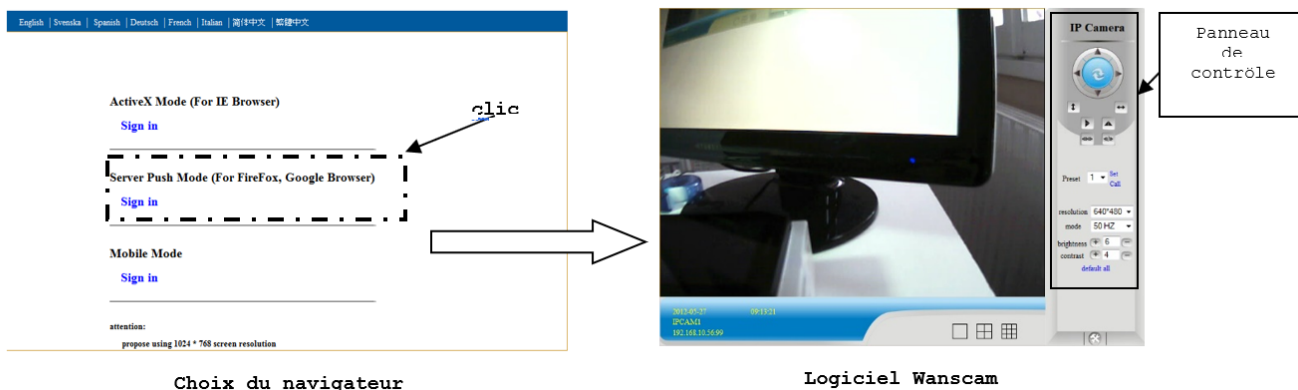 English | Svenska | Spanish | Deutsch | French | Italian | 简体中文 | 繁體中文
ActiveX Mode (For IE Browser)
Sign in
clic
Server Push Mode (For FireFox, Google Browser)
Sign in
Mobile Mode
Sign in
attention:
propose using 1024 * 768 screen resolution
Choix du navigateur
IP Camera
Preset 1 Set
Call
resolution 640*480
mode 50 HZ
brightness 6
contrast 4
default all
2012-05-27 09:13:21
IPCAM1
192.168.10.56:99
Logiciel Wanscam
Panneau
de
contröle